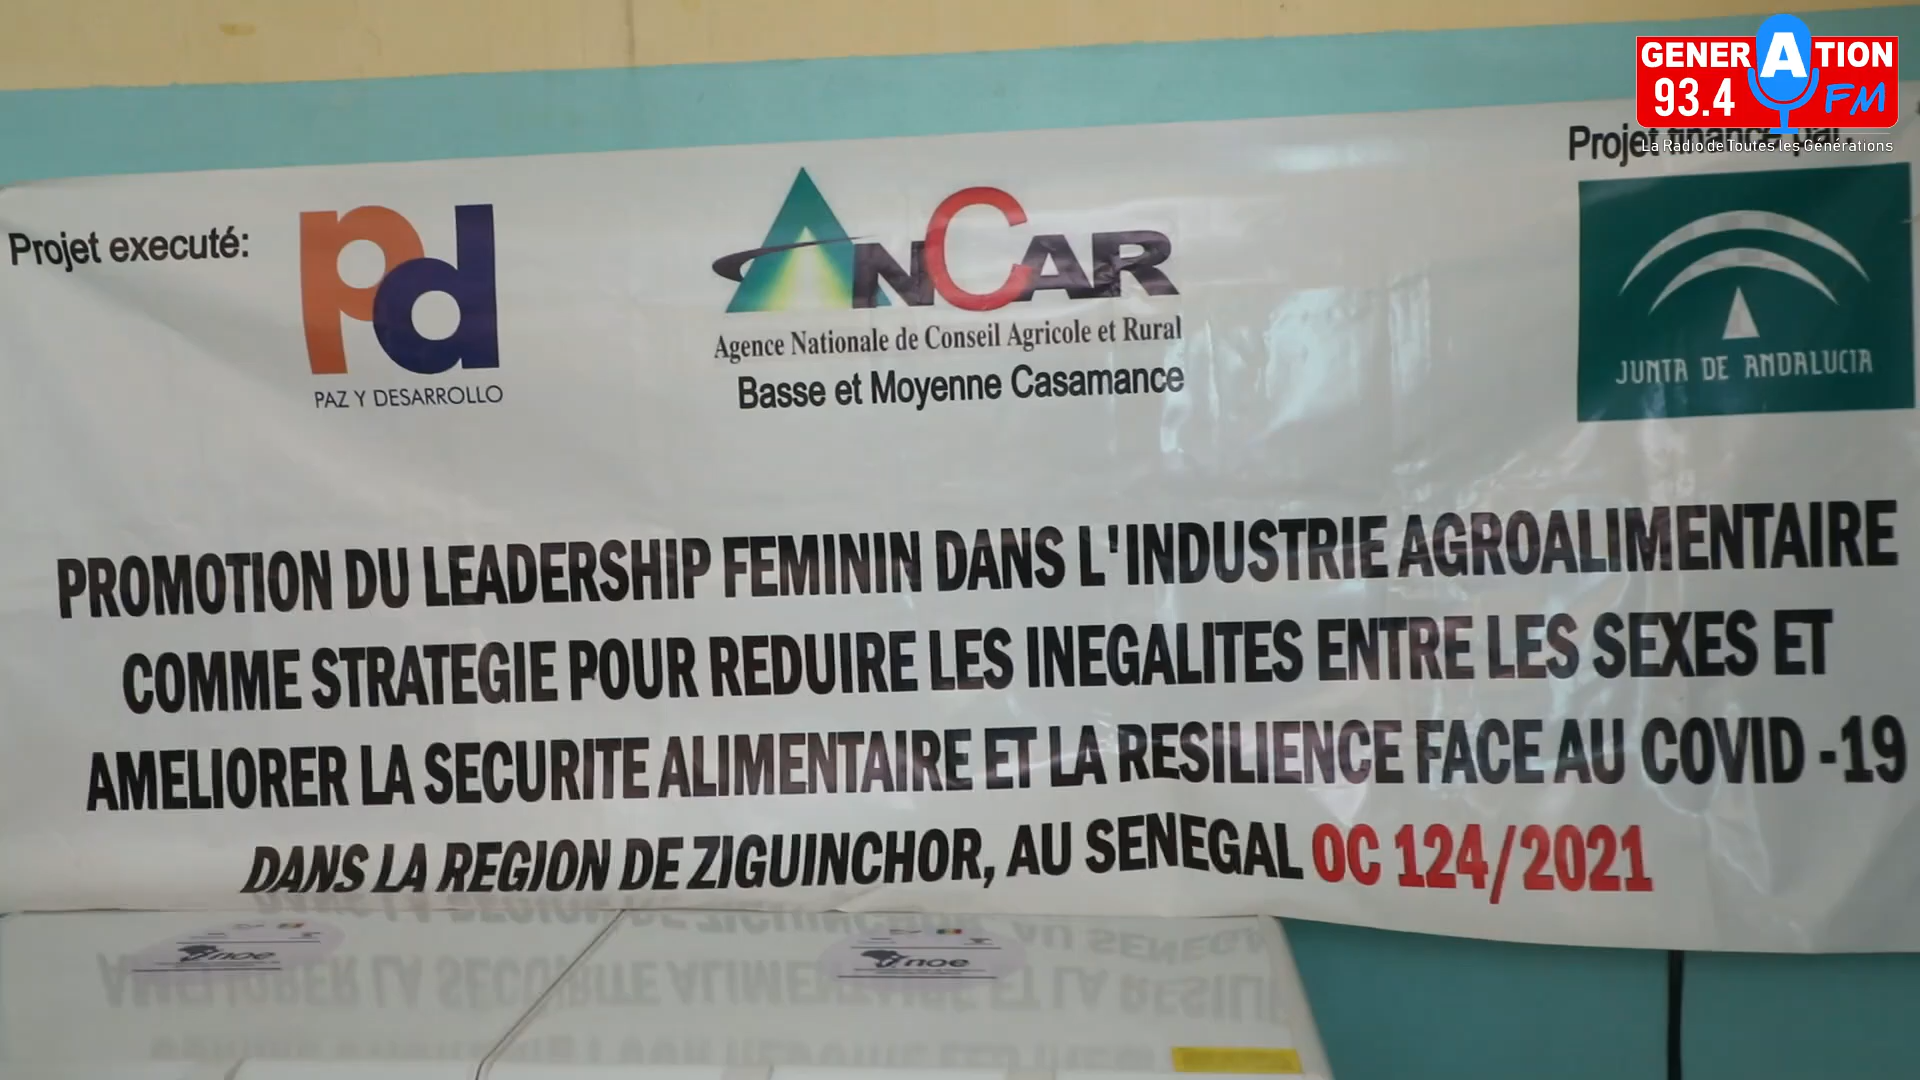 GENERATION
93.4 FM
La Radio de Toutes les Générations
Projet financé par:
Projet executé:
pd
PAZ Y DESARROLLO
ANCAR
Agence Nationale de Conseil Agricole et Rural
Basse et Moyenne Casamance
JUNTA DE ANDALUCIA
PROMOTION DU LEADERSHIP FEMININ DANS L'INDUSTRIE AGROALIMENTAIRE
COMME STRATEGIE POUR REDUIRE LES INEGALITES ENTRE LES SEXES ET
AMELIORER LA SECURITE ALIMENTAIRE ET LA RESILIENCE FACE AU COVID -19
DANS LA REGION DE ZIGUINCHOR, AU SENEGAL OC 124/2021